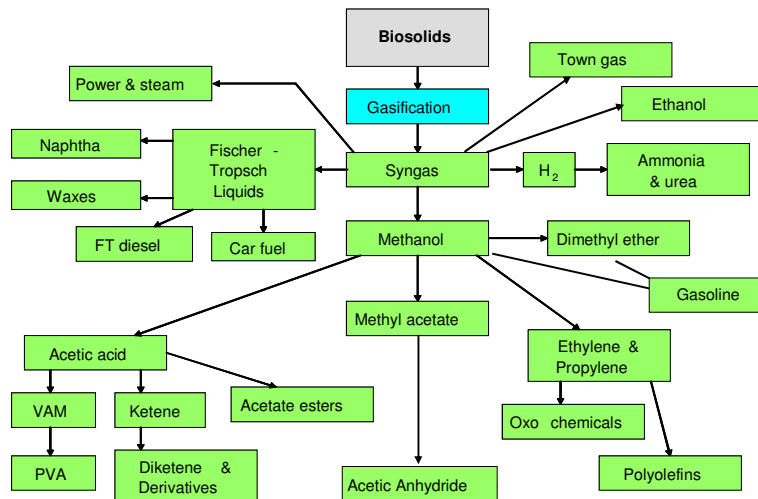 Biosolids
Town gas
Power & steam
Gasification
Ethanol
Naphtha
Fischer -
Tropsch
Liquids
Syngas
H2
Ammonia
& urea
Waxes
FT diesel
Car fuel
Methanol
Dimethyl ether
Gasoline
Methyl acetate
Acetic acid
Ethylene &
Propylene
VAM
Ketene
Acetate esters
Oxo chemicals
PVA
Diketene &
Derivatives
Acetic Anhydride
Polyolefins